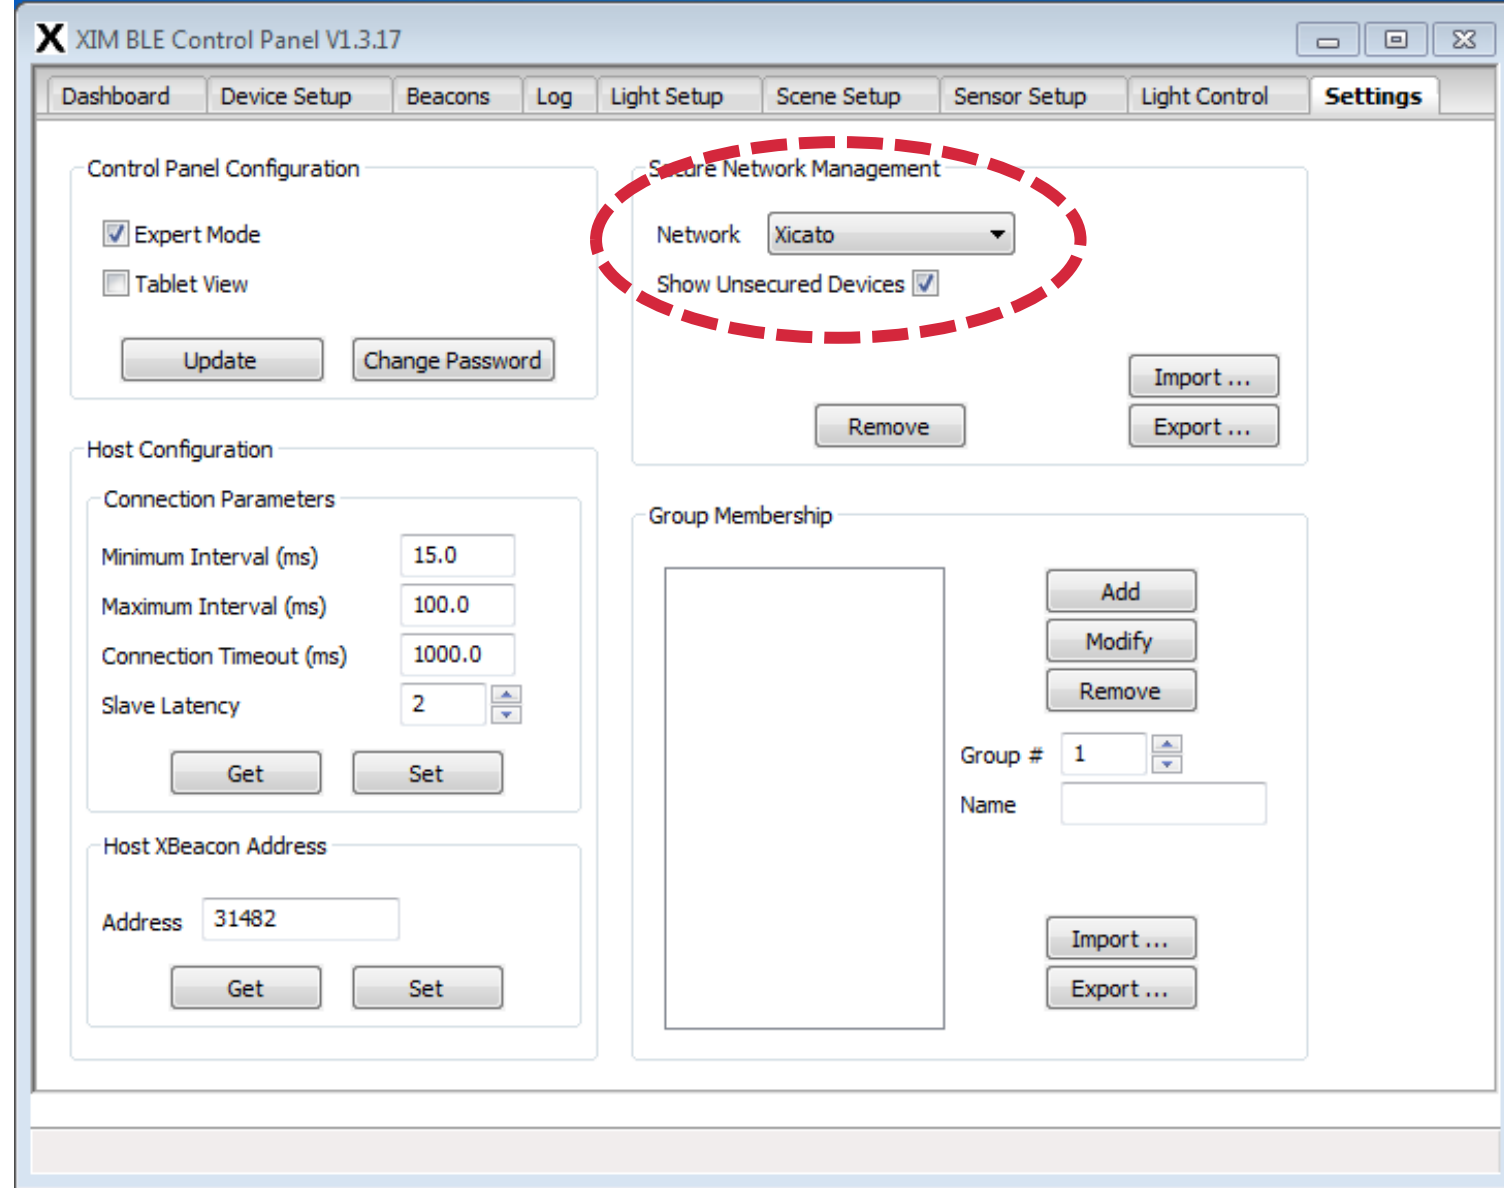 XIM BLE Control Panel V1.3.17
Dashboard Device Setup Beacons Log Light Setup Scene Setup Sensor Setup Light Control Settings
Control Panel Configuration
Expert Mode
Tablet View
Update Change Password
Secure Network Management
Network Xicato
Show Unsecured Devices
Import ...
Remove Export ...
Host Configuration
Connection Parameters
Minimum Interval (ms) 15.0
Maximum Interval (ms) 100.0
Connection Timeout (ms) 1000.0
Slave Latency 2
Get Set
Host XBeacon Address
Address 31482
Get Set
Group Membership
Add
Modify
Remove
Group # 1
Name
Import ...
Export ...